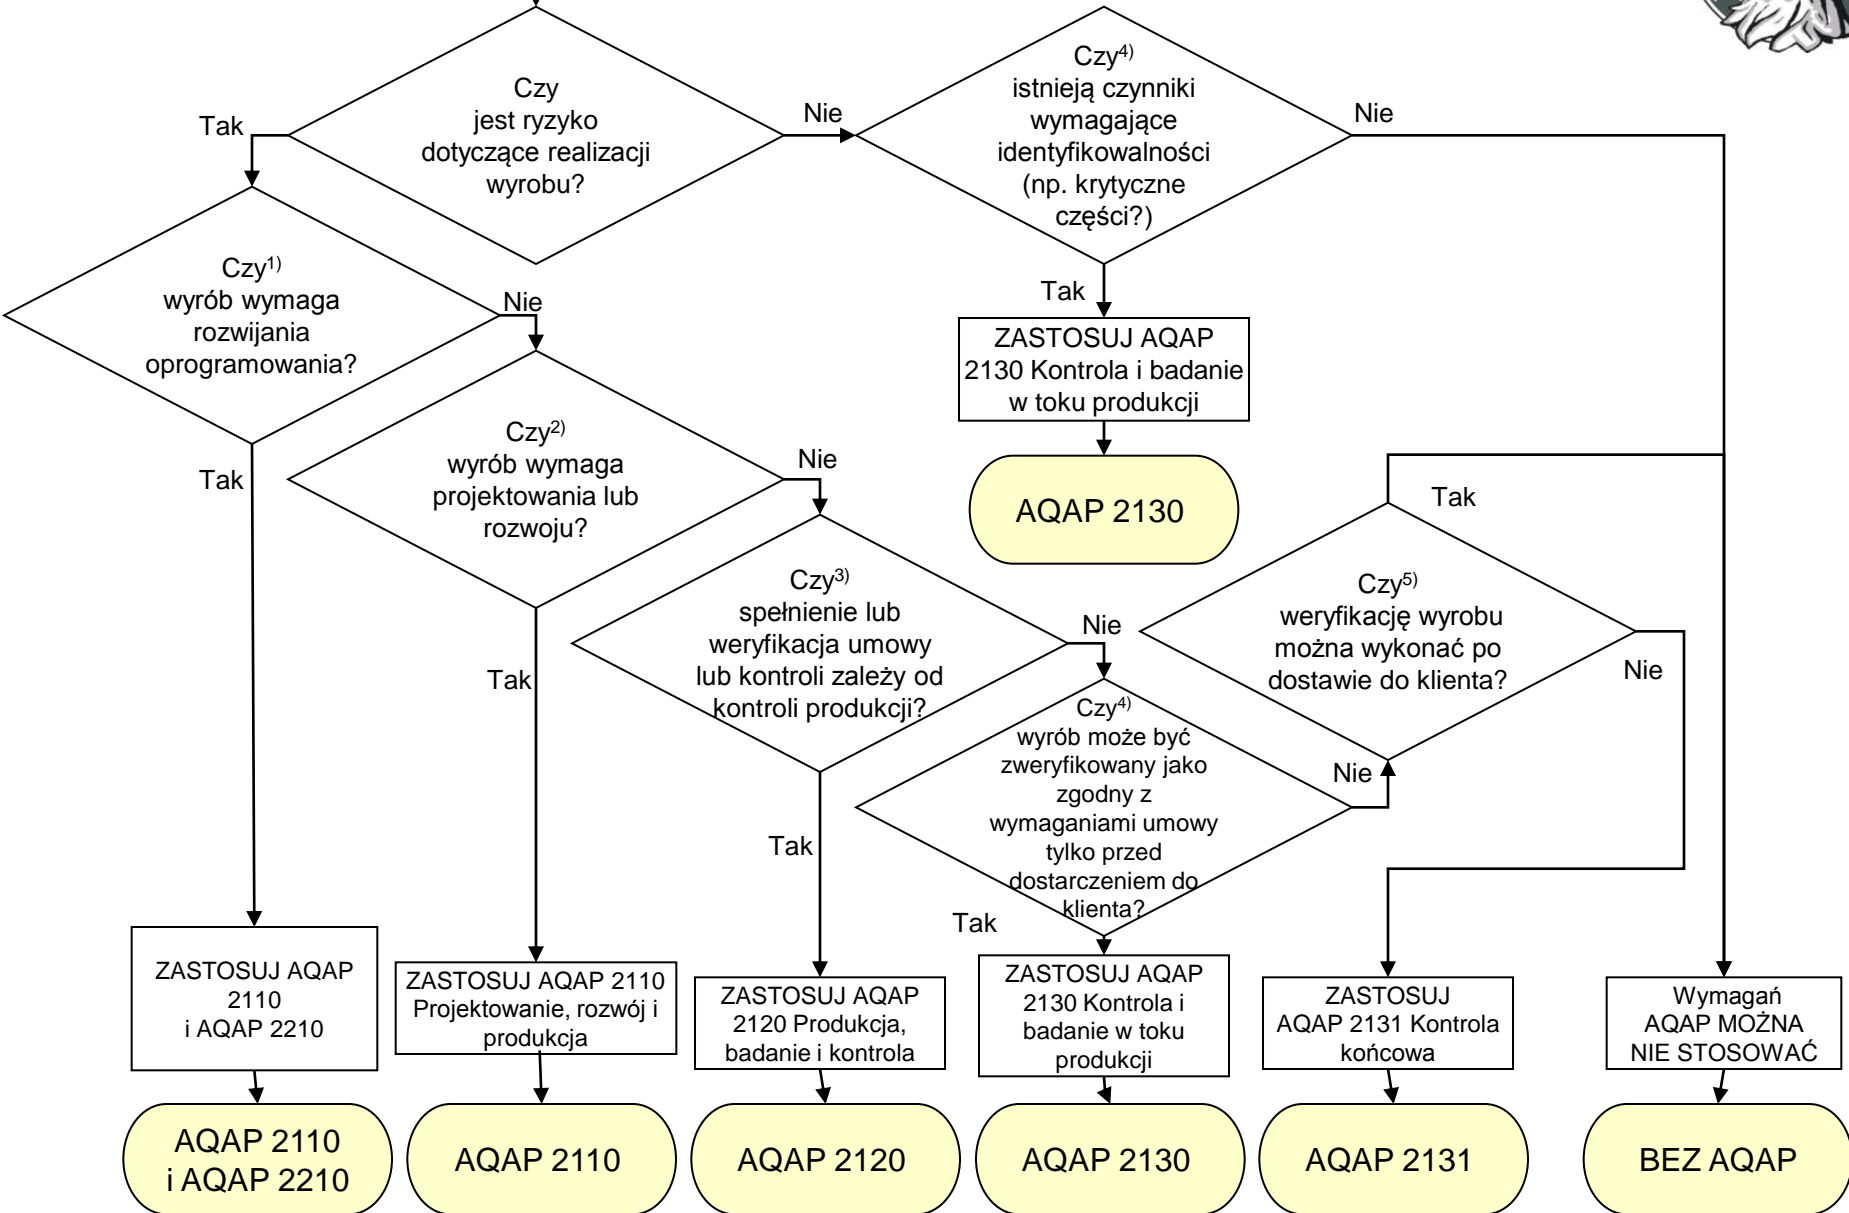 Czy
jest ryzyko
dotyczące realizacji
wyrobu?
Tak
Nie
Czy4)
istnieją czynniki
wymagające
identyfikowalności
(np. krytyczne
części?)
Nie
Tak
ZASTOSUJ AQAP
2130 Kontrola i badanie
w toku produkcji
AQAP 2130
Czy1)
wyrób wymaga
rozwijania
oprogramowania?
Nie
Tak
Czy2)
wyrób wymaga
projektowania lub
rozwoju?
Nie
Tak
Czy3)
spełnienie lub
weryfikacja umowy
lub kontroli zależy od
kontroli produkcji?
Nie
Tak
Czy4)
wyrób może być
zweryfikowany jako
zgodny z
wymaganiami umowy
tylko przed
dostarczeniem do
klienta?
Nie
Tak
Czy5)
weryfikację wyrobu
można wykonać po
dostawie do klienta?
Tak
Nie
ZASTOSUJ AQAP
2110
i AQAP 2210
ZASTOSUJ AQAP 2110
Projektowanie, rozwój i
produkcja
ZASTOSUJ AQAP
2120 Produkcja,
badanie i kontrola
ZASTOSUJ AQAP
2130 Kontrola i
badanie w toku
produkcji
ZASTOSUJ
AQAP 2131 Kontrola
końcowa
Wymagań
AQAP MOŻNA
NIE STOSOWAĆ
AQAP 2110
i AQAP 2210
AQAP 2110
AQAP 2120
AQAP 2130
AQAP 2131
BEZ AQAP